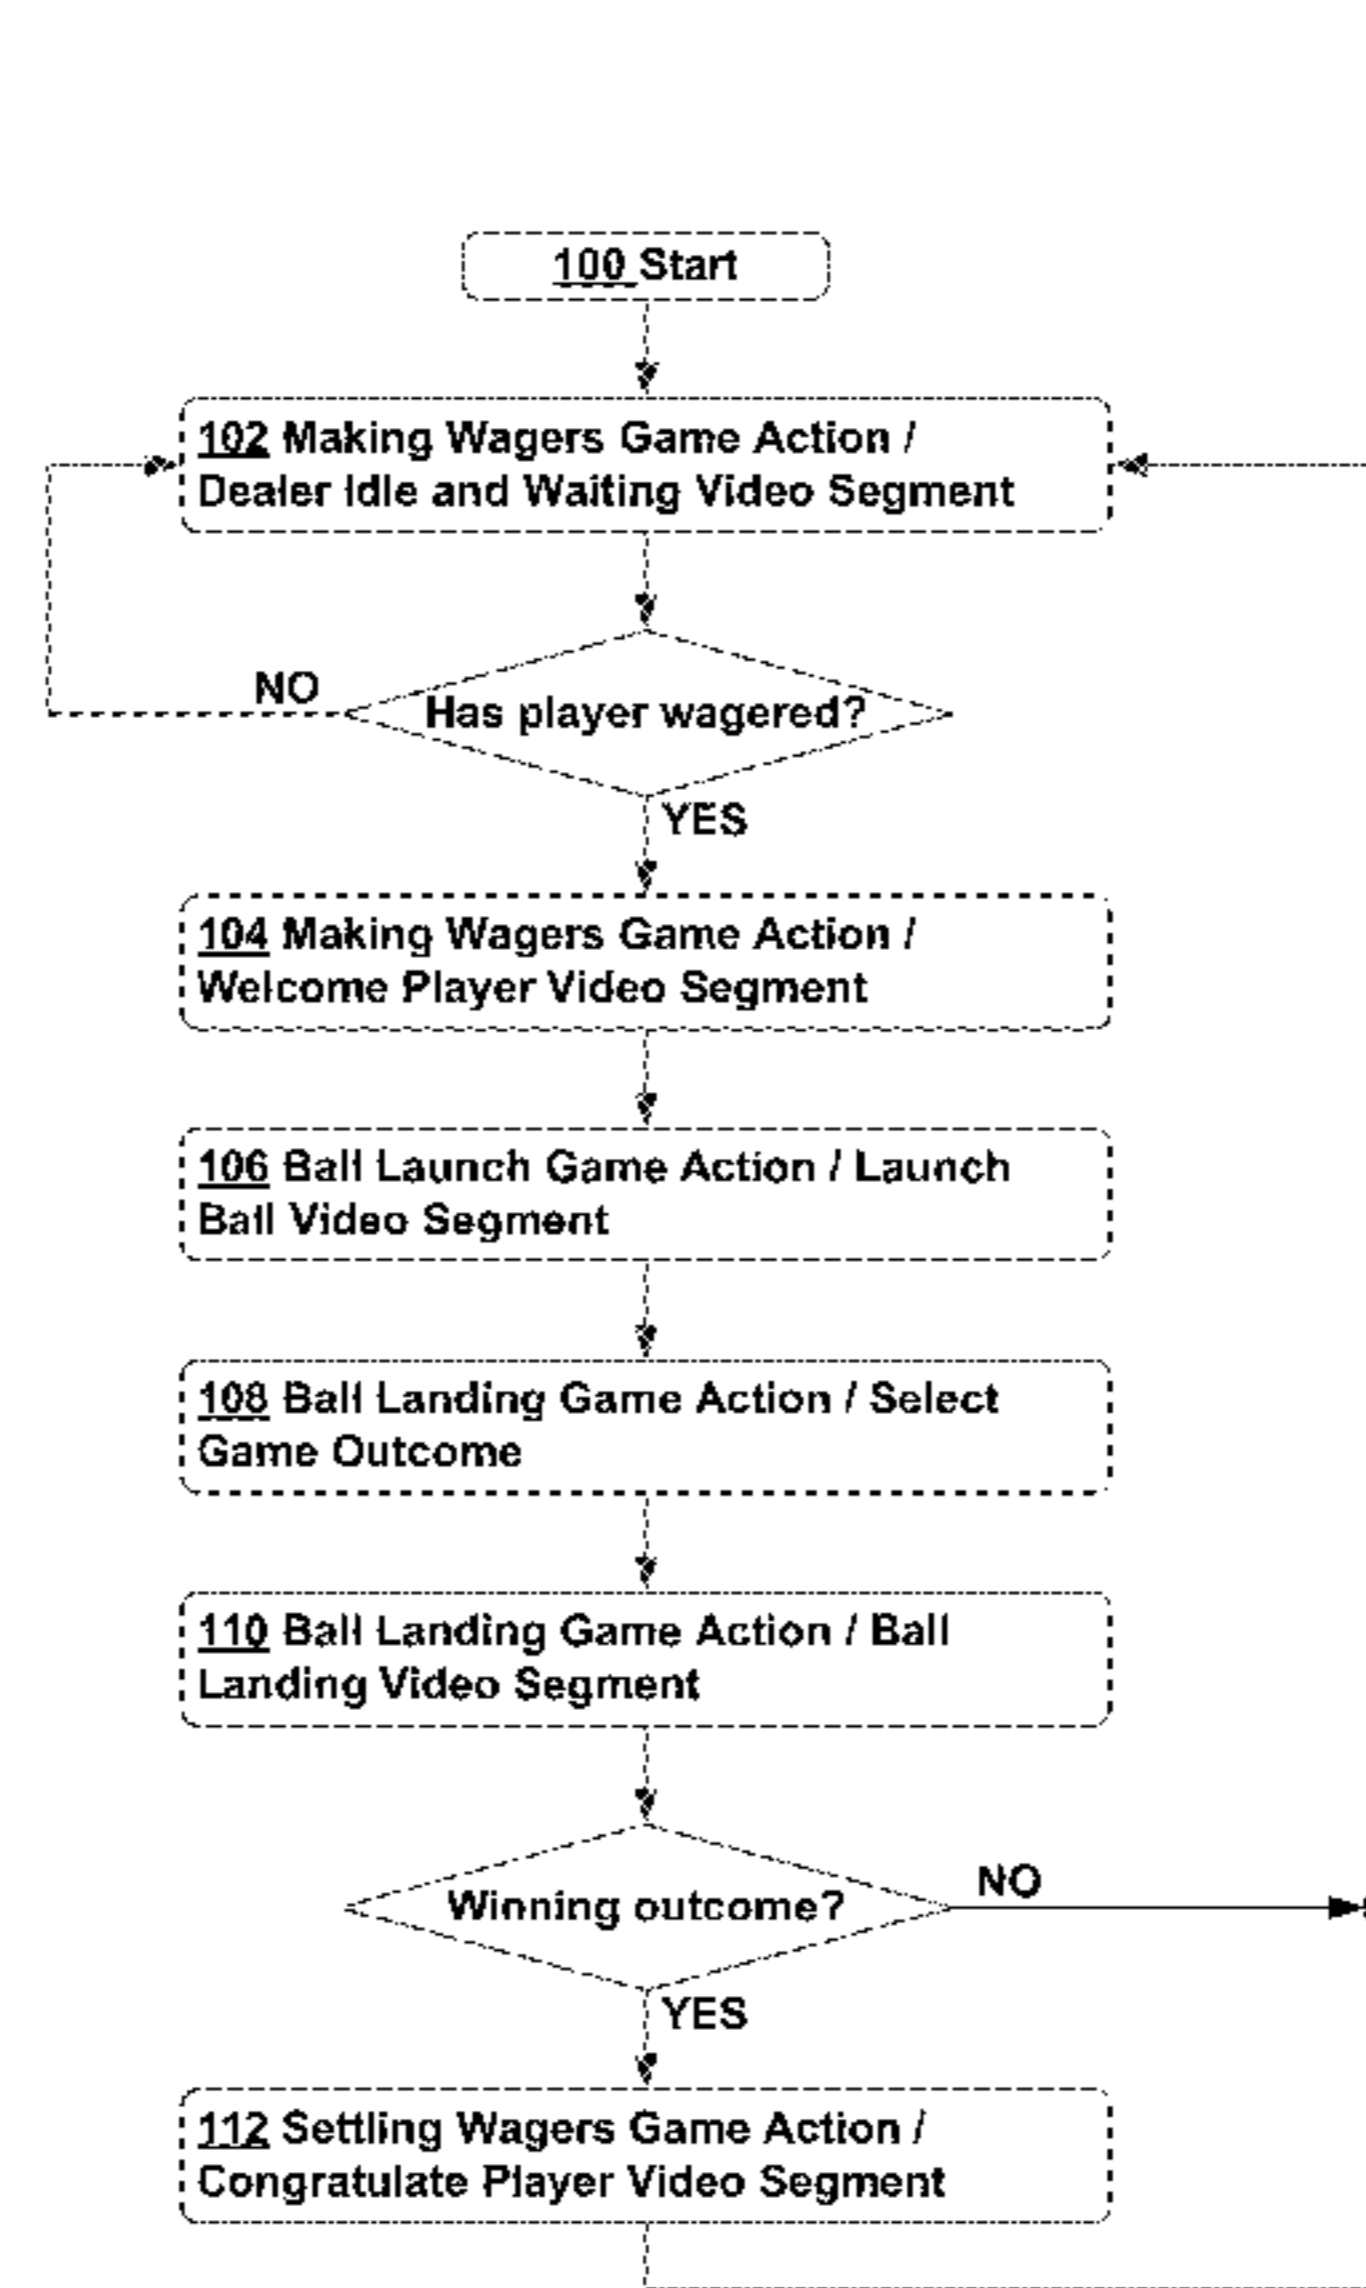 100 Start
102 Making Wagers Game Action /
Dealer Idle and Waiting Video Segment
NO
Has player wagered?
YES
104 Making Wagers Game Action /
Welcome Player Video Segment
106 Ball Launch Game Action / Launch
Ball Video Segment
108 Ball Landing Game Action / Select
Game Outcome
110 Ball Landing Game Action / Ball
Landing Video Segment
NO
Winning outcome?
YES
112 Settling Wagers Game Action /
Congratulate Player Video Segment